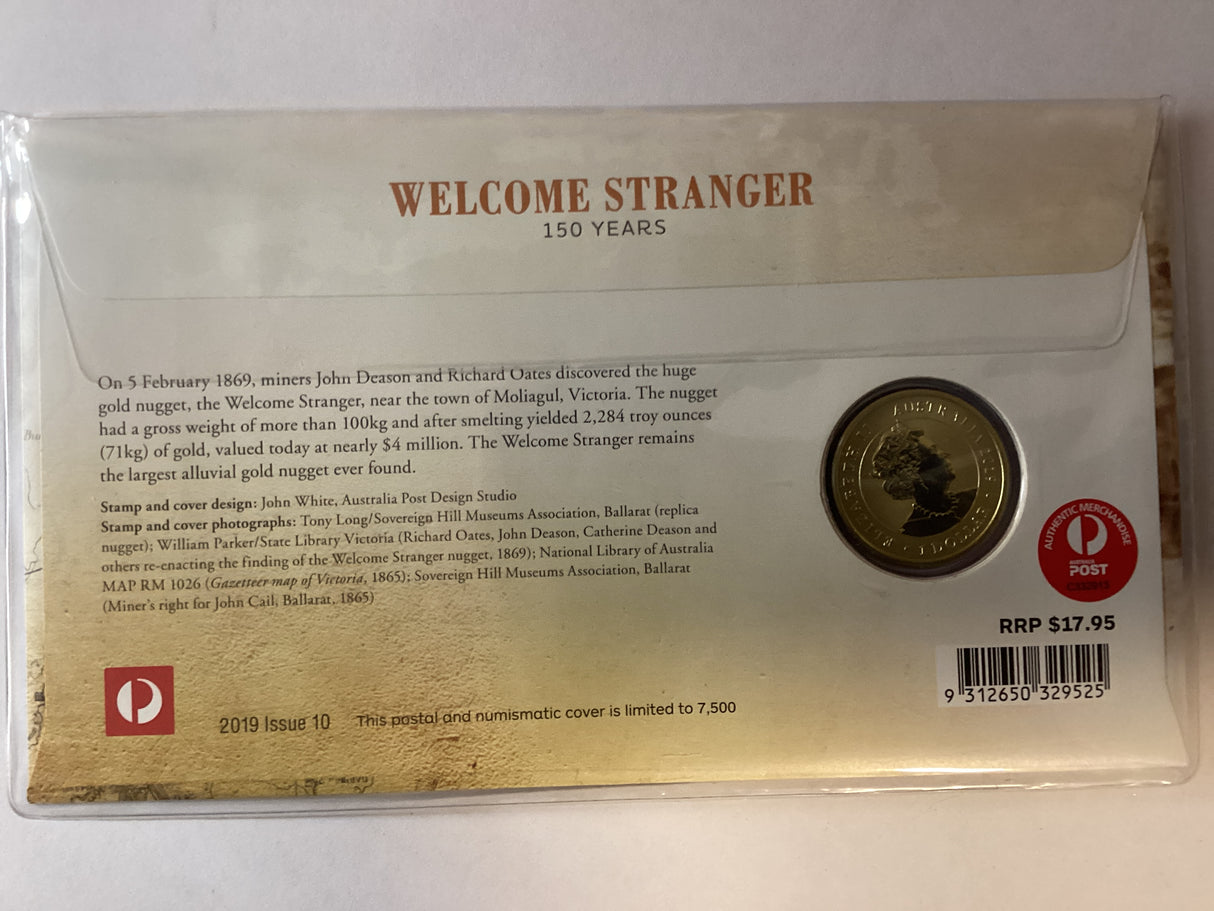 WELCOME STRANGER
150 YEARS
On 5 February 1869, miners John Deason and Richard Oates discovered the huge
gold nugget, the Welcome Stranger, near the town of Moliagul, Victoria. The nugget
had a gross weight of more than 100kg and after smelting yielded 2,284 troy ounces
(71kg) of gold, valued today at nearly $4 million. The Welcome Stranger remains
the largest alluvial gold nugget ever found.
Stamp and cover design: John White, Australia Post Design Studio
Stamp and cover photographs: Tony Long/Sovereign Hill Museums Association, Ballarat (replica
nugget); William Parker/State Library Victoria (Richard Oates, John Deason, Catherine Deason and
others re-enacting the finding of the Welcome Stranger nugget, 1869); National Library of Australia
MAP RM 1026 (Gazetteer map of Victoria, 1865); Sovereign Hill Museums Association, Ballarat
(Miner's right for John Cail, Ballarat, 1865)
ELIZABETH II AUSTRALIA 2019
1 DOLLAR
AUTHENTIC MERCHANDISE
AUSTRALIA
POST
RRP $17.95
9 312650 329525
2019 Issue 10 This postal and numismatic cover is limited to 7,500